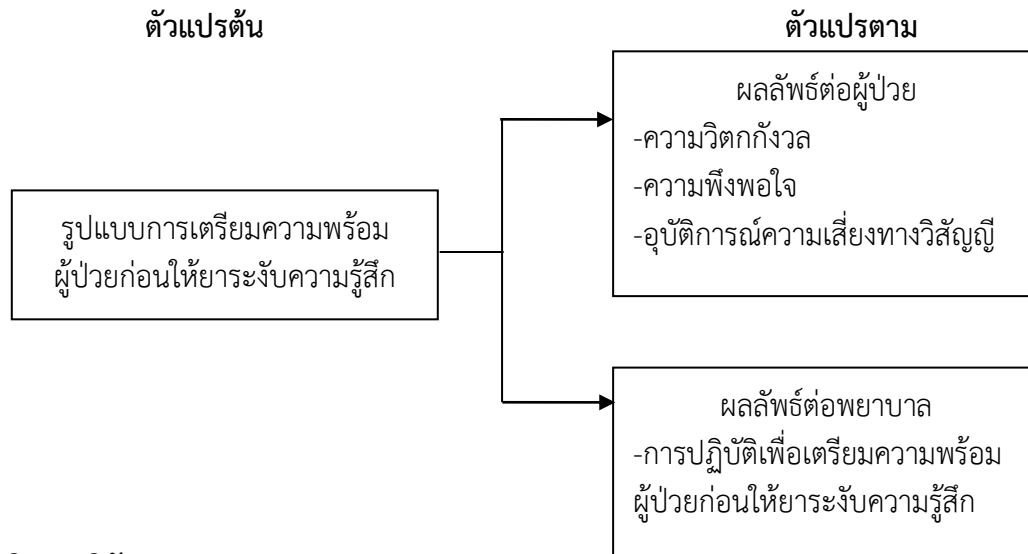 ตัวแปรต้น
ตัวแปรตาม
รูปแบบการเตรียมความพร้อม
ผู้ป่วยก่อนให้ยาระงับความรู้สึก
ผลลัพธ์ต่อผู้ป่วย
-ความวิตกกังวล
-ความพึงพอใจ
-อุบัติการณ์ความเสี่ยงทางวิสัญญี
ผลลัพธ์ต่อพยาบาล
-การปฏิบัติเพื่อเตรียมความพร้อม
ผู้ป่วยก่อนให้ยาระงับความรู้สึก